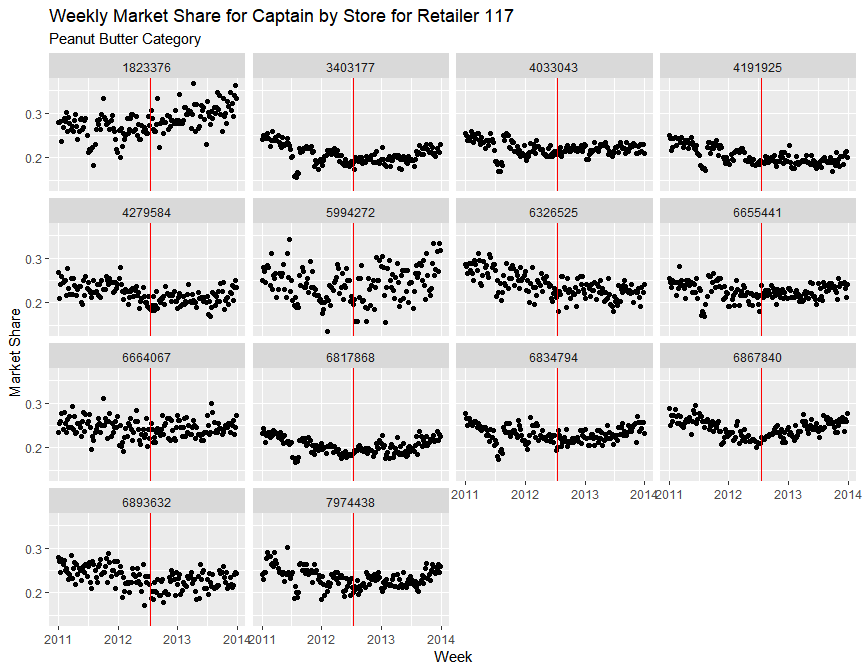 Weekly Market Share for Captain by Store for Retailer 117
Peanut Butter Category
1823376 3403177 4033043 4191925
0.3
0.2
4279584 5994272 6326525 6655441
0.3
0.2
Market Share
6664067 6817868 6834794 6867840
0.3
0.2
2011 2012 2013 2014 2011 2012 2013 2014
6893632 7974438
0.3
0.2
2011 2012 2013 2014 2011 2012 2013 2014
Week